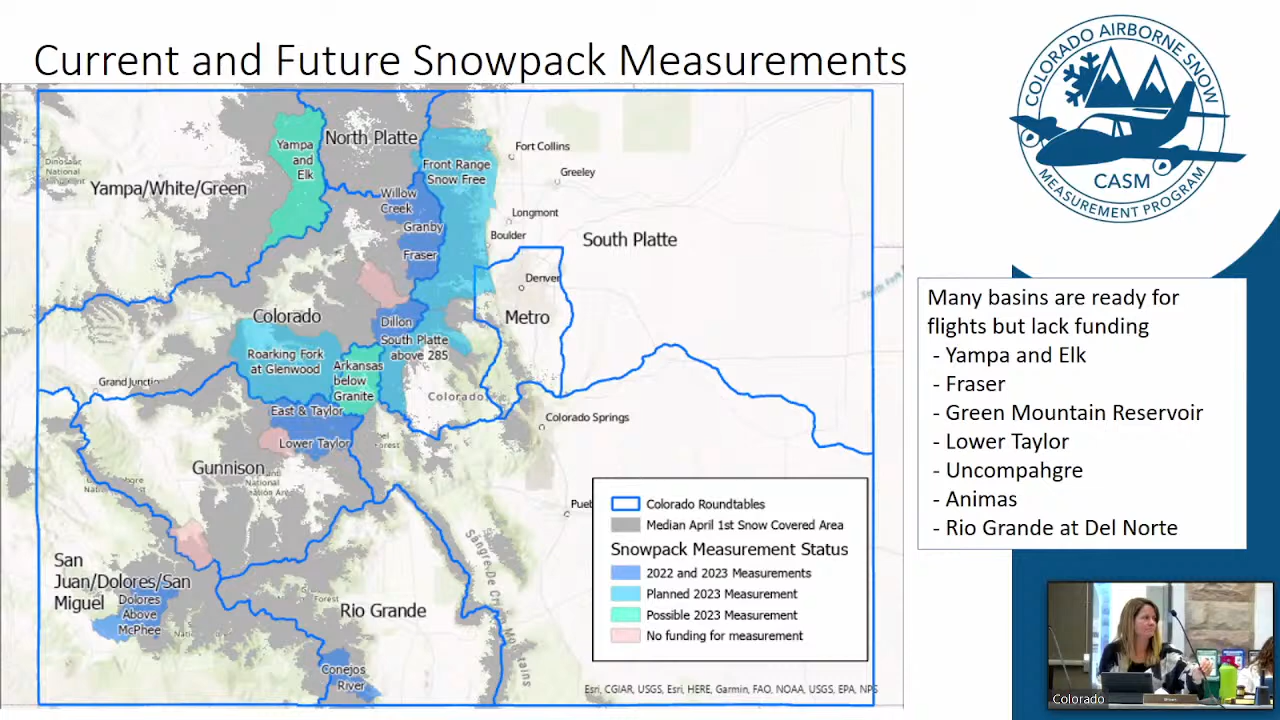 Current and Future Snowpack Measurements
COLORADO AIRBORNE SNOW
MEASUREMENT PROGRAM
CASM
Many basins are ready for
flights but lack funding
- Yampa and Elk
- Fraser
- Green Mountain Reservoir
- Lower Taylor
- Uncompahgre
- Animas
- Rio Grande at Del Norte
Yampa
and
Elk
North Platte
Dinosaur
National
Yampa/White/Green
Front Range
Snow Free
Fort Collins
Greeley
Willow
Creek
Granby
Fraser
Longmont
Boulder
South Platte
Denver
Metro
Colorado
Dillon
South Platte
above 285
Roarking Fork
at Glenwood
Arkansas
below
Granite
Grand Junctio
Colorado
East & Taylor
Lower Taylor
Colorado Springs
Forest
Gunnison
and
National
Pueb
San
Juan/Dolores/San
Miguel
Dolores
Above
McPhee
Forest
Rio Grande
Conejos
River
Colorado Roundtables
Median April 1st Snow Covered Area
Snowpack Measurement Status
2022 and 2023 Measurements
Planned 2023 Measurement
Possible 2023 Measurement
No funding for measurement
Esri, CGIAR, USGS, Esri, HERE, Garmin, FAO, NOAA, USGS, EPA, NPS
Colorado